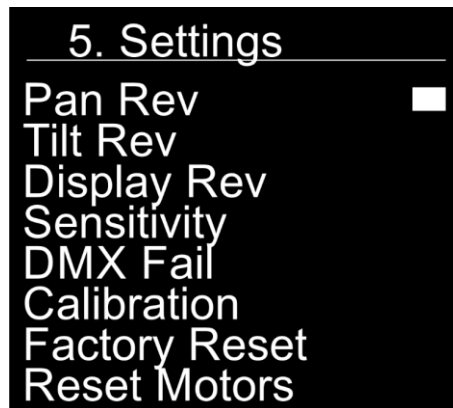 5. Settings
Pan Rev
Tilt Rev
Display Rev
Sensitivity
DMX Fail
Calibration
Factory Reset
Reset Motors